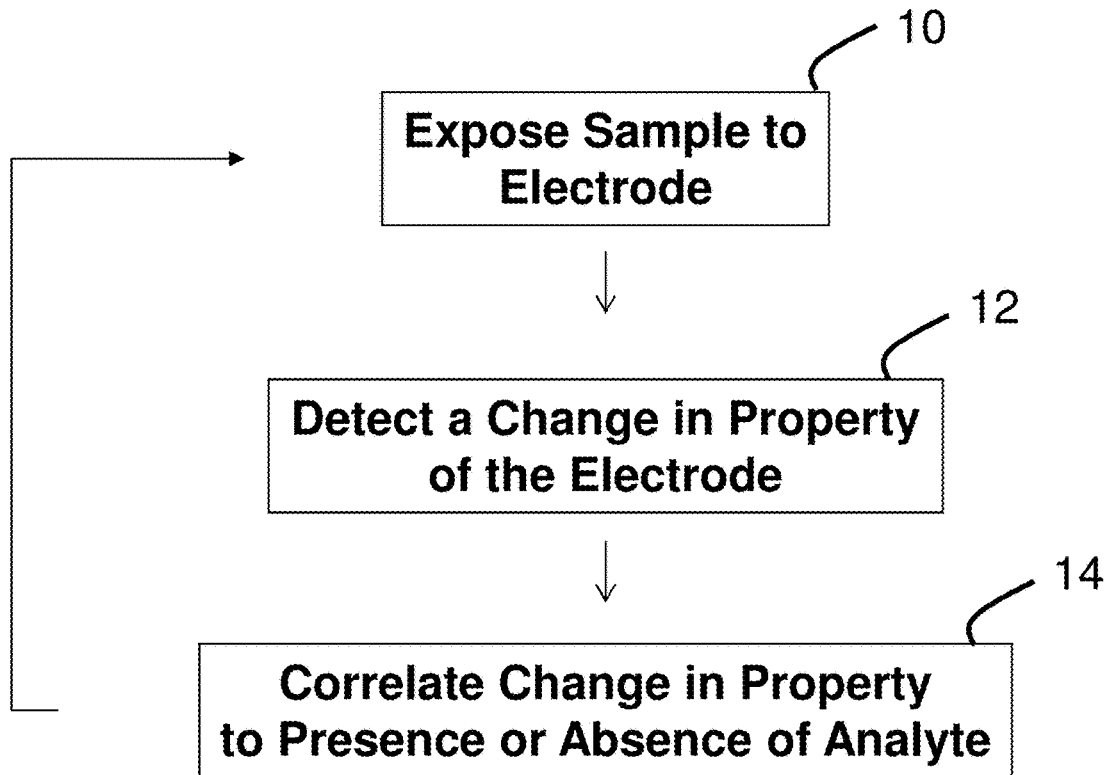 10
Expose Sample to
Electrode
12
Detect a Change in Property
of the Electrode
14
Correlate Change in Property
to Presence or Absence of Analyte